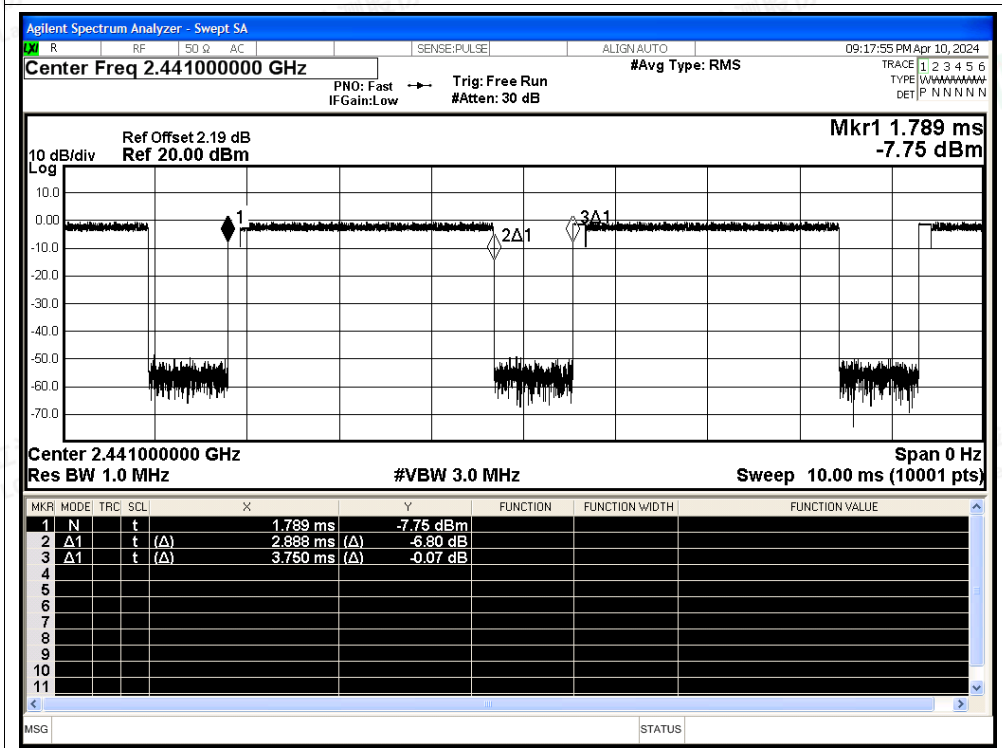 Agilent Spectrum Analyzer - Swept SA
LXI R RF 50 Ω AC SENSE:PULSE ALIGN AUTO 09:17:55 PM Apr 10, 2024
Center Freq 2.441000000 GHz #Avg Type: RMS TRACE 1 2 3 4 5 6
PNO: Fast Trig: Free Run TYPE WWWWWW
IFGain:Low #Atten: 30 dB DET P N N N N N
Mkr1 1.789 ms
Ref Offset 2.19 dB
10 dB/div Ref 20.00 dBm -7.75 dBm
Log
10.0
0.00 1 3Δ1
2Δ1
-10.0
-20.0
-30.0
-40.0
-50.0
-60.0
-70.0
Center 2.441000000 GHz Span 0 Hz
Res BW 1.0 MHz #VBW 3.0 MHz Sweep 10.00 ms (10001 pts)
MKR MODE TRC SCL X Y FUNCTION FUNCTION WIDTH FUNCTION VALUE
1 N t 1.789 ms -7.75 dBm
2 Δ1 t (Δ) 2.888 ms (Δ) -6.80 dB
3 Δ1 t (Δ) 3.750 ms (Δ) -0.07 dB
4
5
6
7
8
9
10
11
MSG STATUS